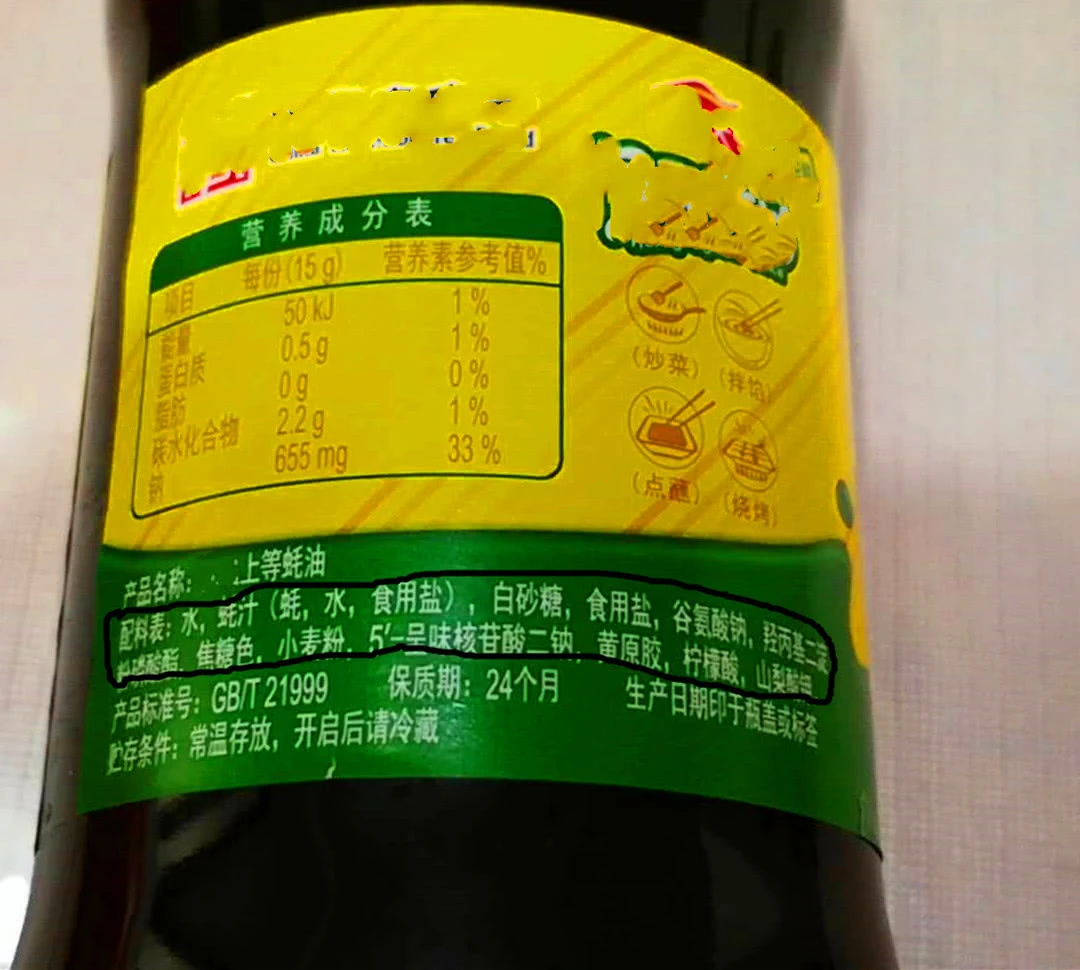 营养成分表
项目 每份(15g) 营养素参考值%
能量 50 kJ 1 %
蛋白质 0.5 g 1 %
脂肪 0 g 0 %
碳水化合物 2.2 g 1 %
655 mg 33 %
(炒菜) (拌馅)
(点蘸) (烧烤)
产品名称: 上等蚝油
配料表: 水, 蚝汁 (蚝, 水, 食用盐), 白砂糖, 食用盐, 谷氨酸钠, 羟丙基二淀
粉磷酸酯, 焦糖色, 小麦粉, 5′-呈味核苷酸二钠, 黄原胶, 柠檬酸, 山梨酸钾
产品标准号: GB/T 21999 保质期: 24个月 生产日期印于瓶盖或标签
贮存条件: 常温存放, 开启后请冷藏